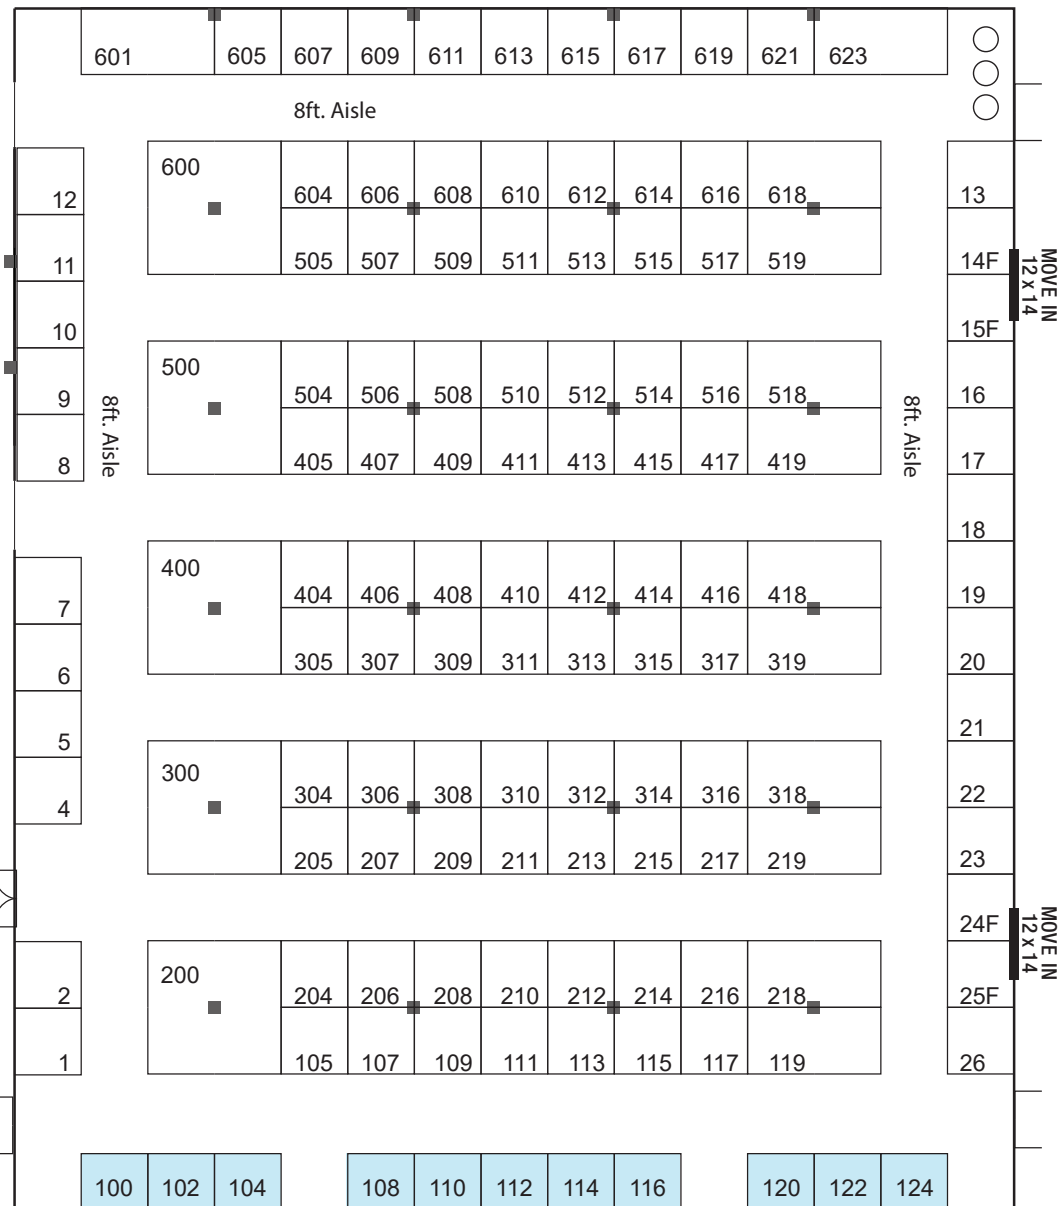 601 605 607 609 611 613 615 617 619 621 623
8ft. Aisle
600
12 604 606 608 610 612 614 616 618 13
11 505 507 509 511 513 515 517 519 14F
MOVE IN
12 x 14
10 15F
500
9 504 506 508 510 512 514 516 518 16
8ft. Aisle
8ft. Aisle
8 405 407 409 411 413 415 417 419 17
18
400
7 404 406 408 410 412 414 416 418 19
6 305 307 309 311 313 315 317 319 20
5 21
300
4 304 306 308 310 312 314 316 318 22
205 207 209 211 213 215 217 219 23
24F
MOVE IN
12 x 14
200
2 204 206 208 210 212 214 216 218 25F
1 105 107 109 111 113 115 117 119 26
100 102 104 108 110 112 114 116 120 122 124